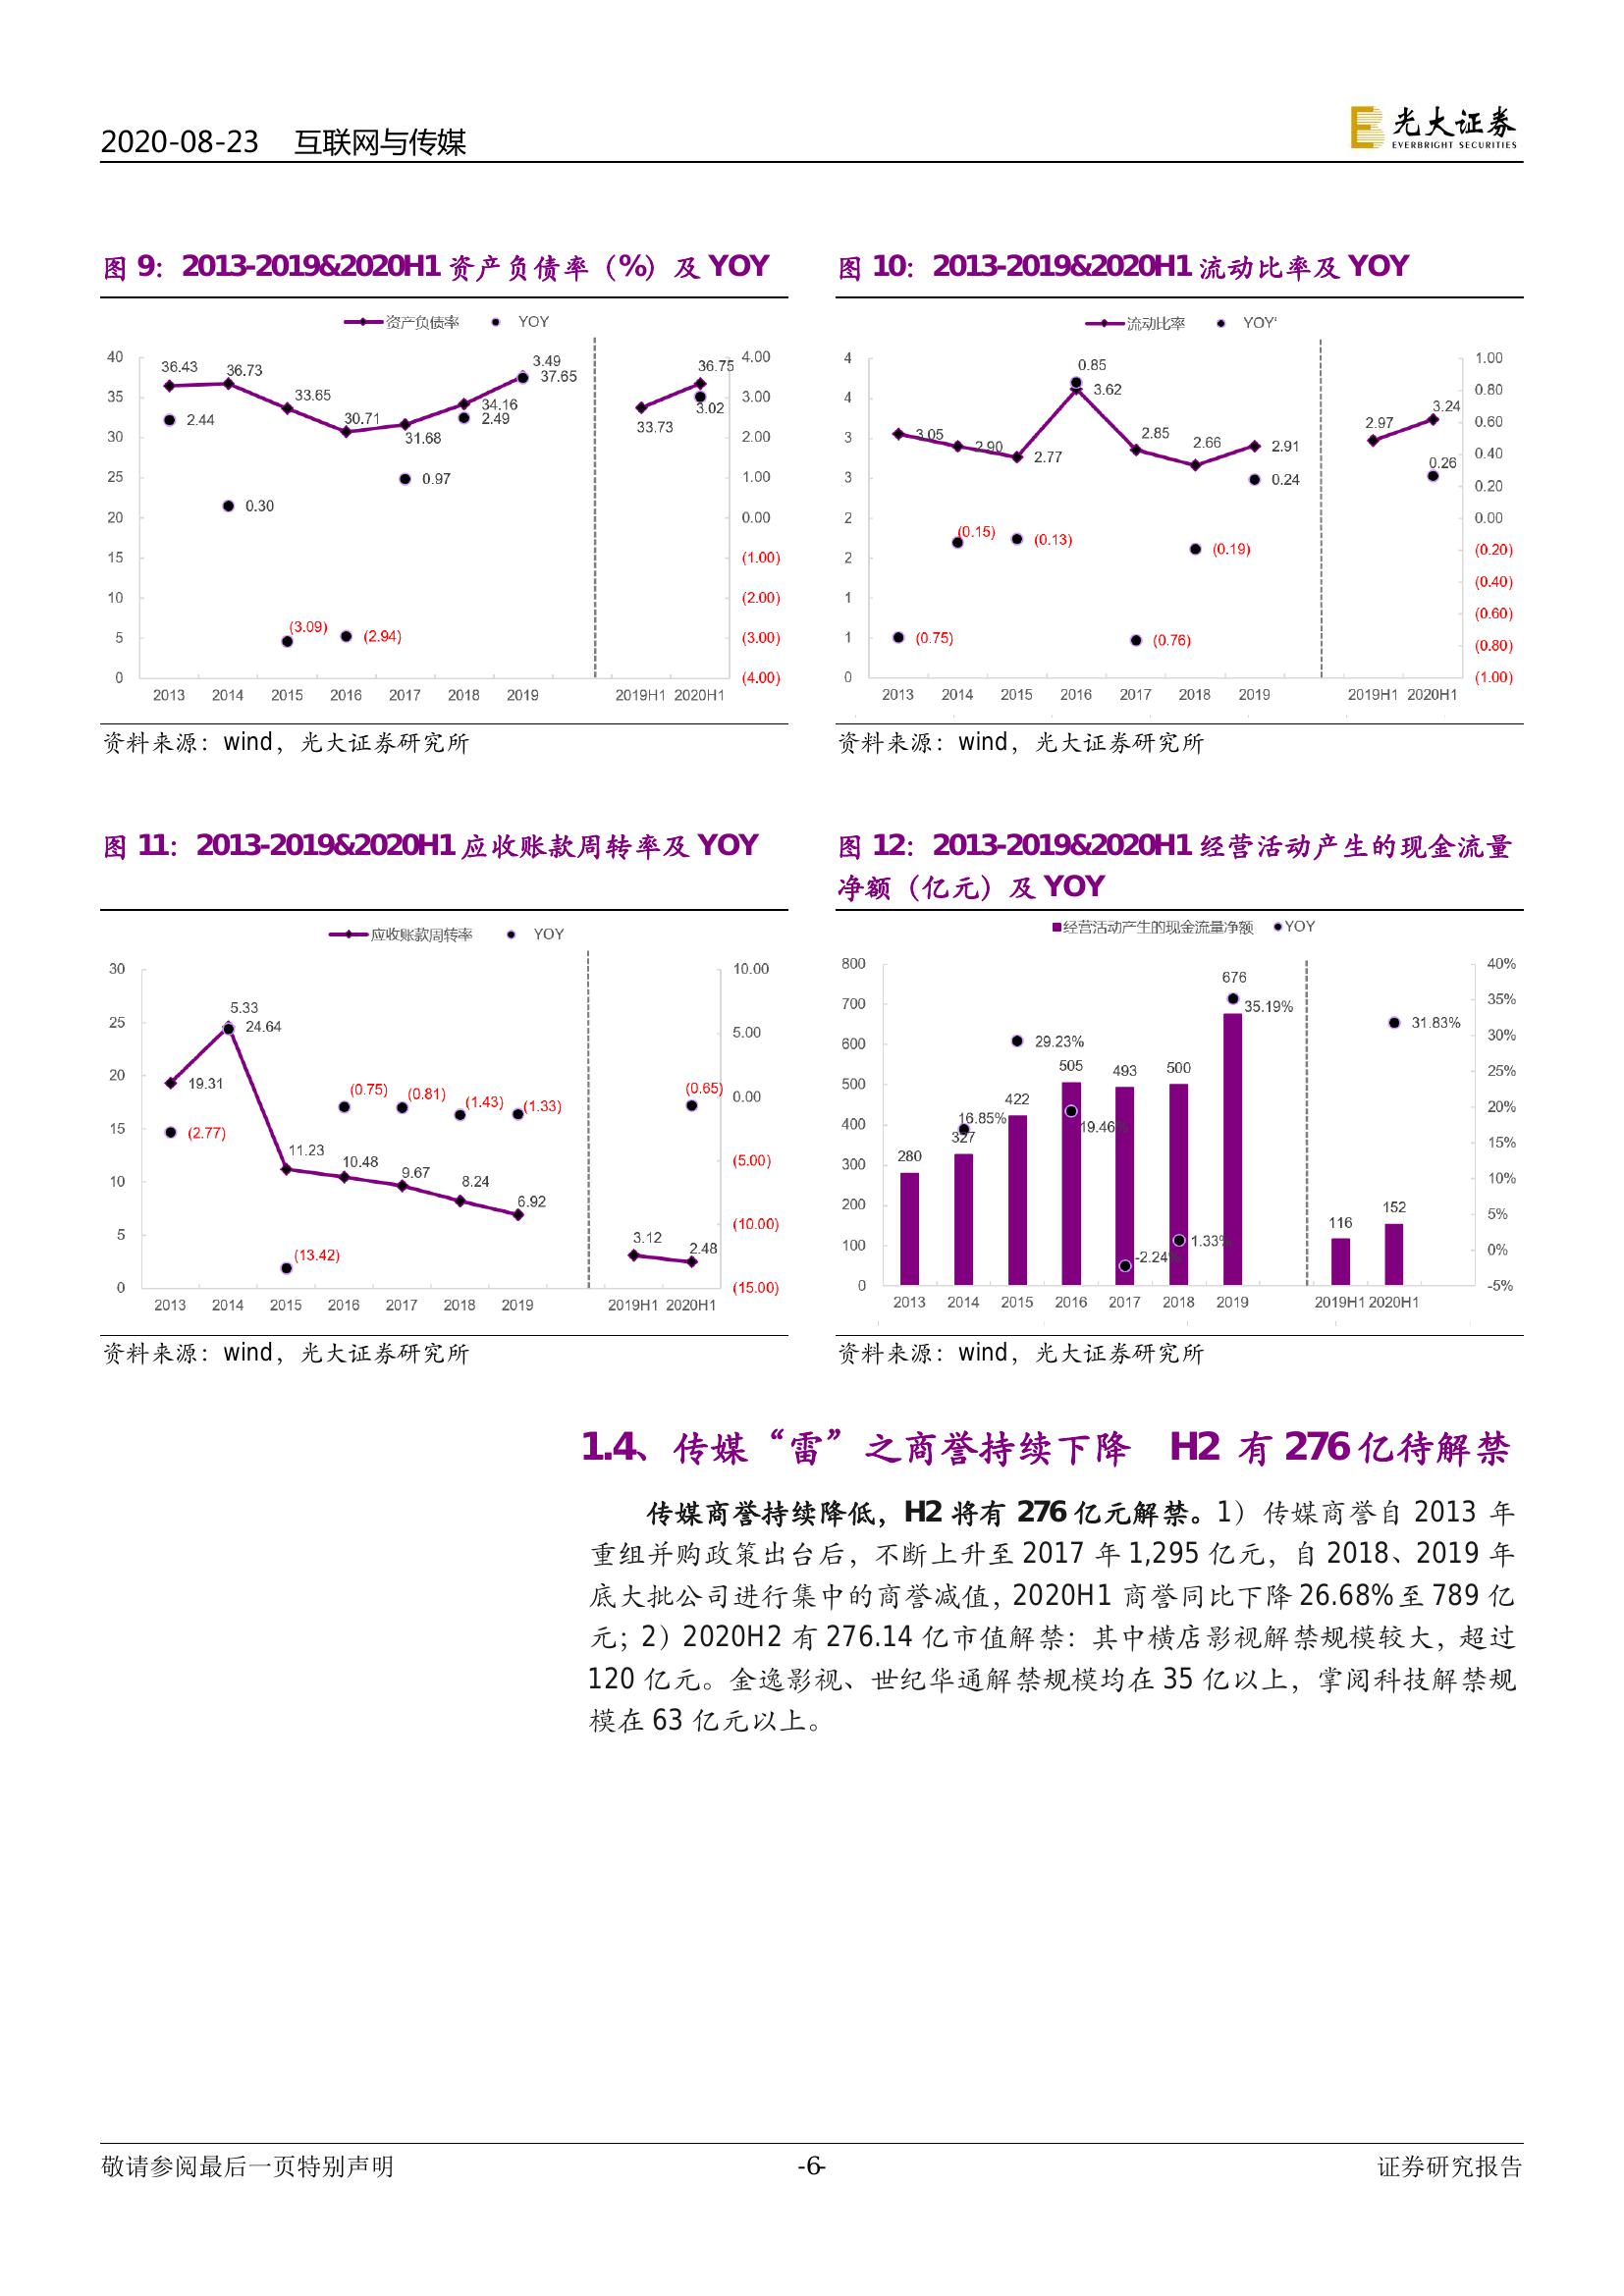 2020-08-23 互联网与传媒
光大证券
EVERBRIGHT SECURITIES
图 9：2013-2019&2020H1 资产负债率（%）及 YOY
资产负债率 YOY
40
35
30
25
20
15
10
5
0
36.43 36.73 33.65 30.71 31.68 34.16 37.65 33.73 36.75
2.44 0.30 (3.09) (2.94) 0.97 2.49 3.49 3.02
4.00
3.00
2.00
1.00
0.00
(1.00)
(2.00)
(3.00)
(4.00)
2013 2014 2015 2016 2017 2018 2019 2019H1 2020H1
资料来源：wind，光大证券研究所
图 10：2013-2019&2020H1 流动比率及 YOY
流动比率 YOY
4
4
3
3
2
2
1
1
0
3.05 2.90 2.77 3.62 2.85 2.66 2.91 2.97 3.24
(0.75) (0.15) (0.13) 0.85 (0.76) (0.19) 0.24 0.26
1.00
0.80
0.60
0.40
0.20
0.00
(0.20)
(0.40)
(0.60)
(0.80)
(1.00)
2013 2014 2015 2016 2017 2018 2019 2019H1 2020H1
资料来源：wind，光大证券研究所
图 11：2013-2019&2020H1 应收账款周转率及 YOY
应收账款周转率 YOY
30
25
20
15
10
5
0
19.31 24.64 11.23 10.48 9.67 8.24 6.92 3.12 2.48
(2.77) 5.33 (13.42) (0.75) (0.81) (1.43) (1.33) (0.65)
10.00
5.00
0.00
(5.00)
(10.00)
(15.00)
2013 2014 2015 2016 2017 2018 2019 2019H1 2020H1
资料来源：wind，光大证券研究所
图 12：2013-2019&2020H1 经营活动产生的现金流量
净额（亿元）及 YOY
经营活动产生的现金流量净额 YOY
800
700
600
500
400
300
200
100
0
280 327 422 505 493 500 676 116 152
16.85% 29.23% 19.46% -2.24% 1.33% 35.19% 31.83%
40%
35%
30%
25%
20%
15%
10%
5%
0%
-5%
2013 2014 2015 2016 2017 2018 2019 2019H1 2020H1
资料来源：wind，光大证券研究所
1.4、传媒“雷”之商誉持续下降 H2 有 276 亿待解禁
传媒商誉持续降低，H2 将有 276 亿元解禁。1）传媒商誉自 2013 年
重组并购政策出台后，不断上升至 2017 年 1,295 亿元，自 2018、2019 年
底大批公司进行集中的商誉减值，2020H1 商誉同比下降 26.68%至 789 亿
元；2）2020H2 有 276.14 亿市值解禁：其中横店影视解禁规模较大，超过
120 亿元。金逸影视、世纪华通解禁规模均在 35 亿以上，掌阅科技解禁规
模在 63 亿元以上。
敬请参阅最后一页特别声明 -6- 证券研究报告